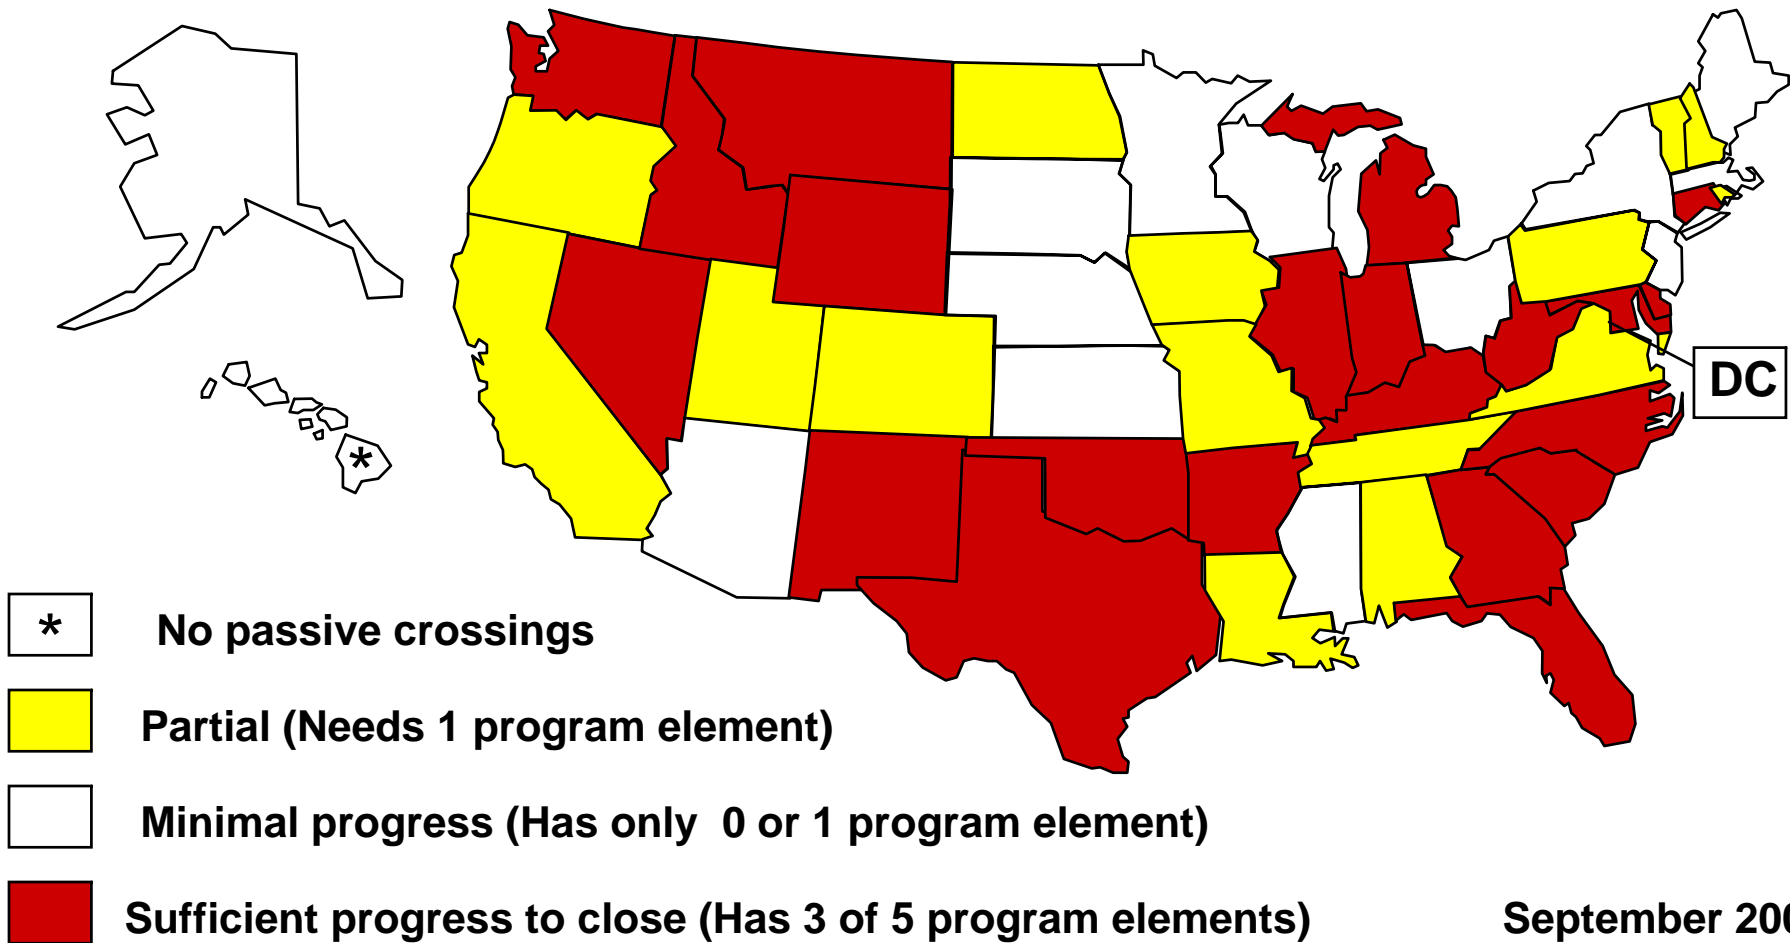 *
DC
* No passive crossings
Partial (Needs 1 program element)
Minimal progress (Has only 0 or 1 program element)
Sufficient progress to close (Has 3 of 5 program elements)
September